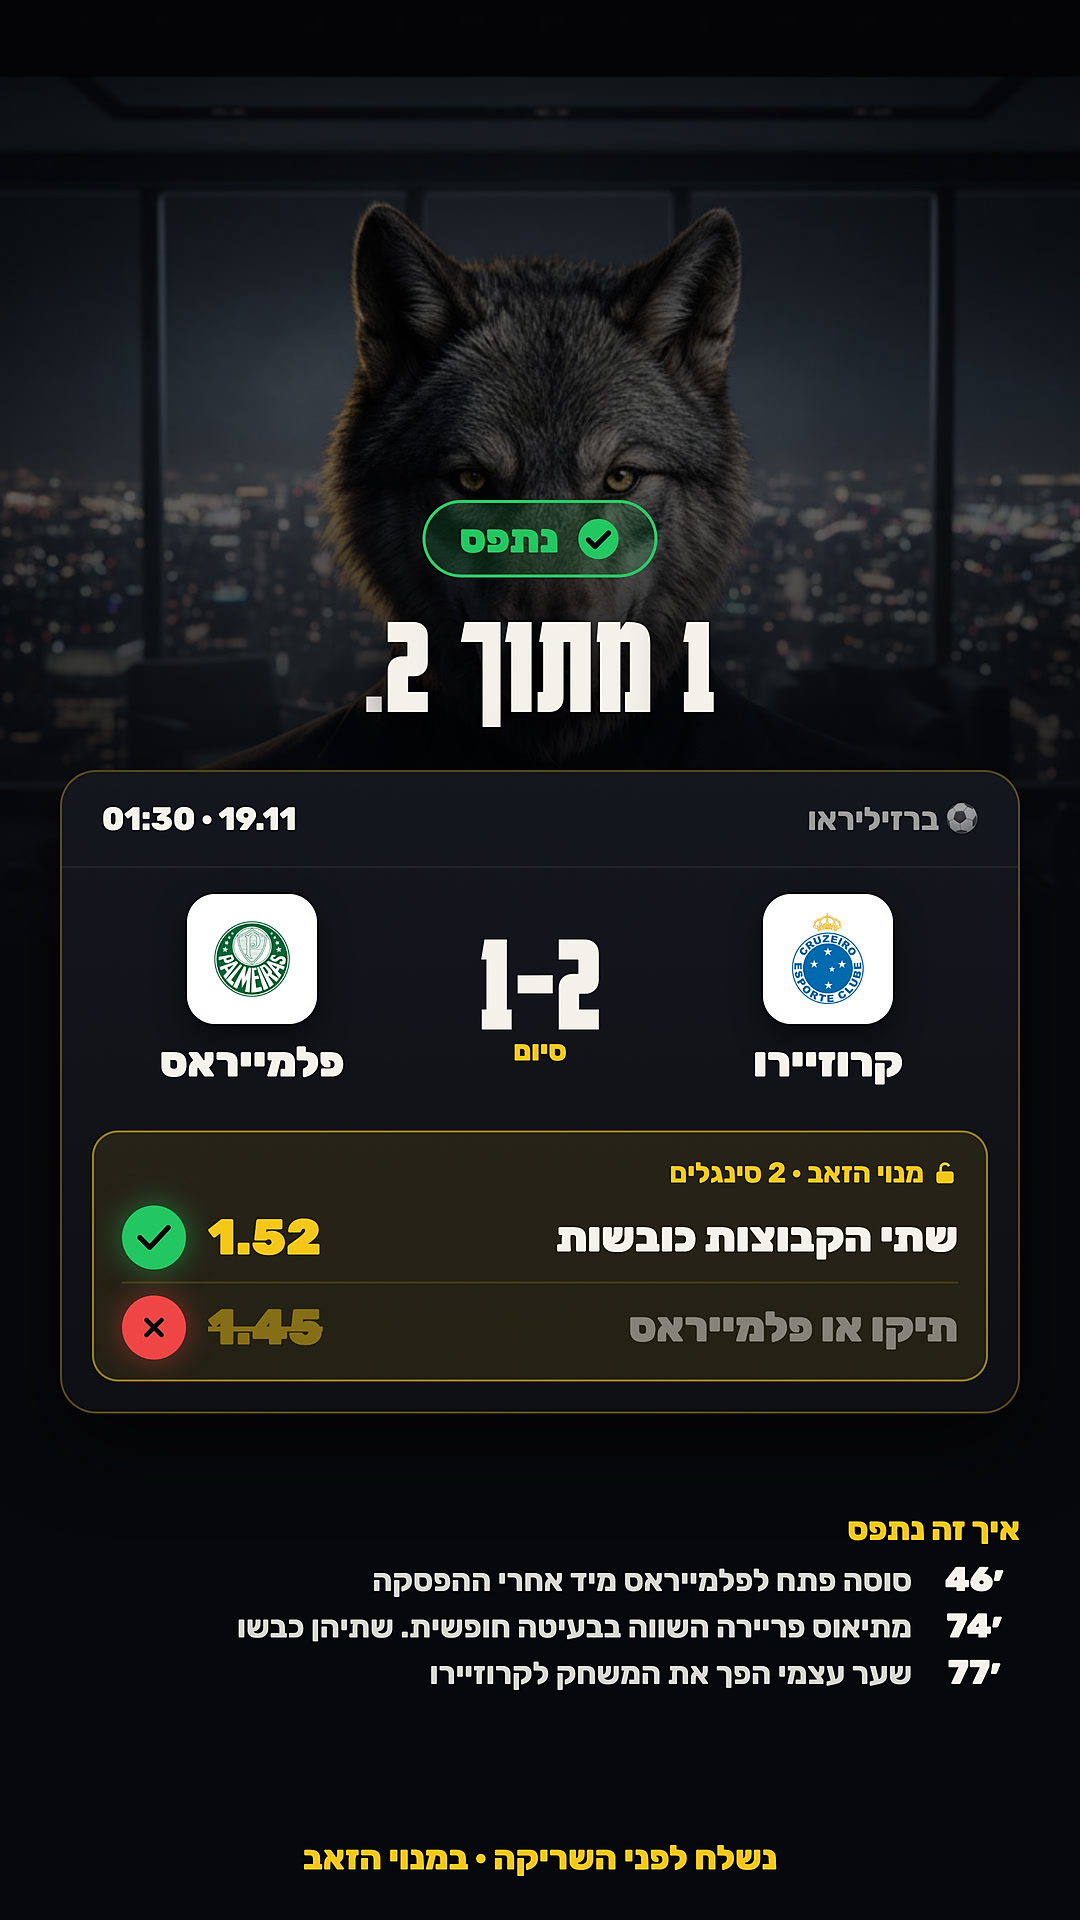 נתפס
1 מתוך 2.
ברזיליראו
19.11 • 01:30
CRUZEIRO ESPORTE CLUBE
PALMEIRAS
1-2
סיום
קרוזיירו
פלמייראס
מנוי הזאב • 2 סינגלים
שתי הקבוצות כובשות 1.52
תיקו או פלמייראס 1.45
איך זה נתפס
46′ סוסה פתח לפלמייראס מיד אחרי ההפסקה
74′ מתיאוס פריירה השווה בבעיטה חופשית. שתיהן כבשו
77′ שער עצמי הפך את המשחק לקרוזיירו
נשלח לפני השריקה • במנוי הזאב